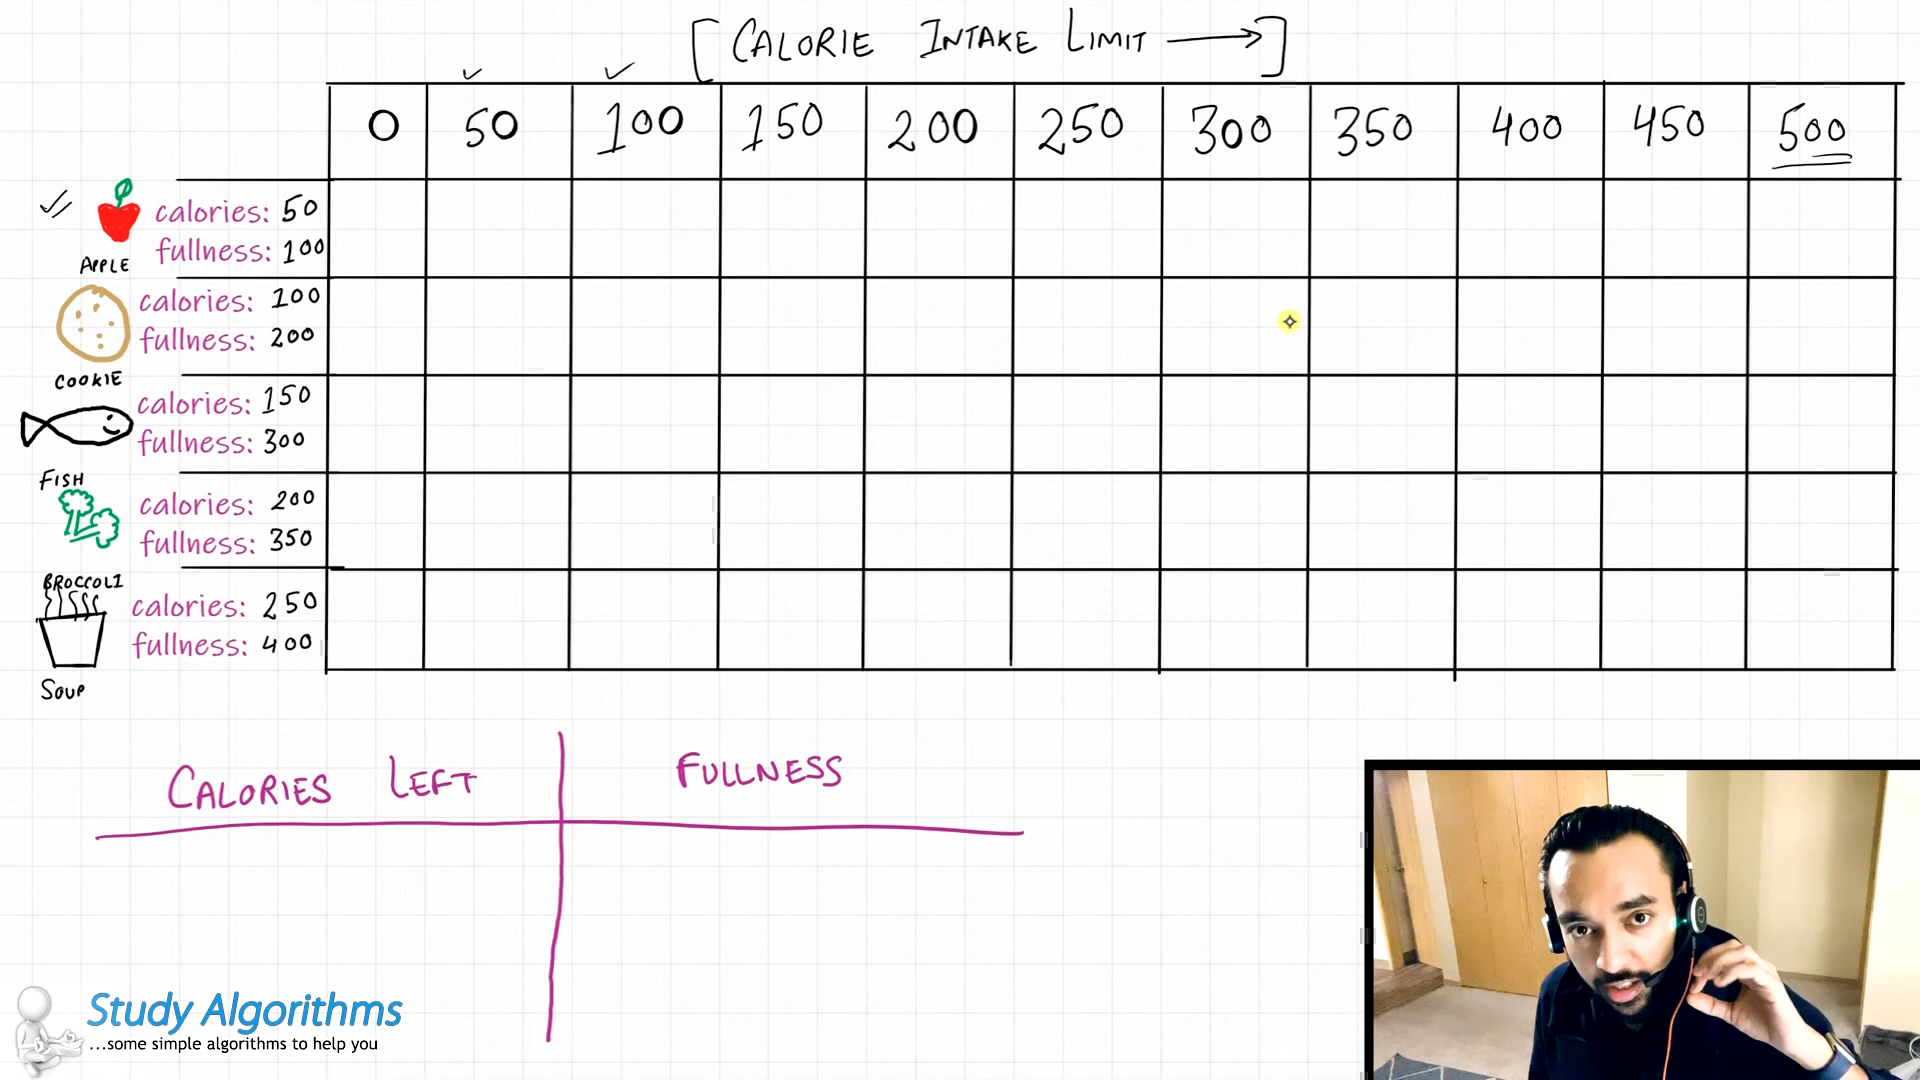 [CALORIE INTAKE LIMIT →]
0 50 100 150 200 250 300 350 400 450 500
calories: 50
fullness: 100
APPLE
calories: 100
fullness: 200
COOKIE
calories: 150
fullness: 300
FISH
calories: 200
fullness: 350
BROCCOLI
calories: 250
fullness: 400
SOUP
CALORIES LEFT
FULLNESS
Study Algorithms
...some simple algorithms to help you